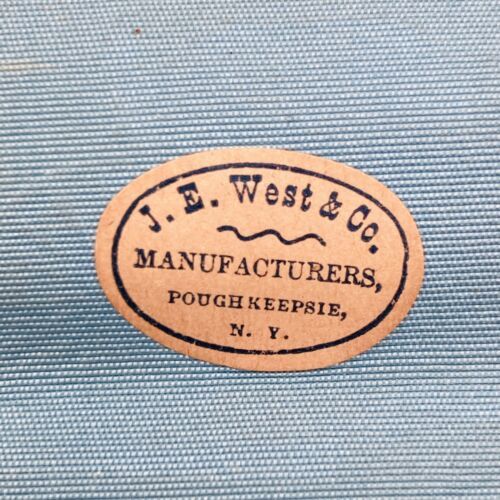 J. E. West & Co.
MANUFACTURERS,
POUGHKEEPSIE,
N. Y.